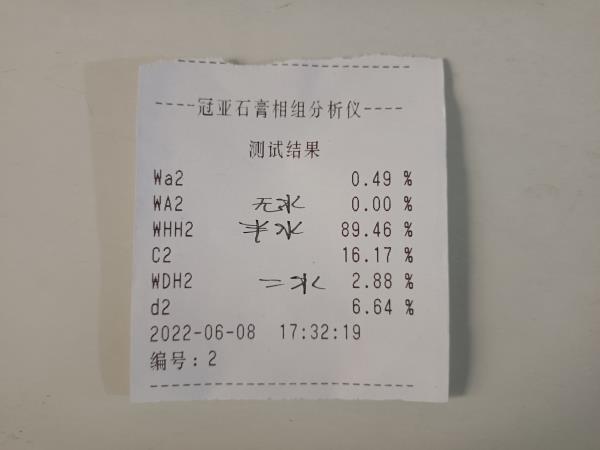 ----冠亚石膏相组分析仪----
测试结果
Wa2 0.49 %
WA2 无水 0.00 %
WHH2 半水 89.46 %
C2 16.17 %
WDH2 二水 2.88 %
d2 6.64 %
2022-06-08 17:32:19
编号:2